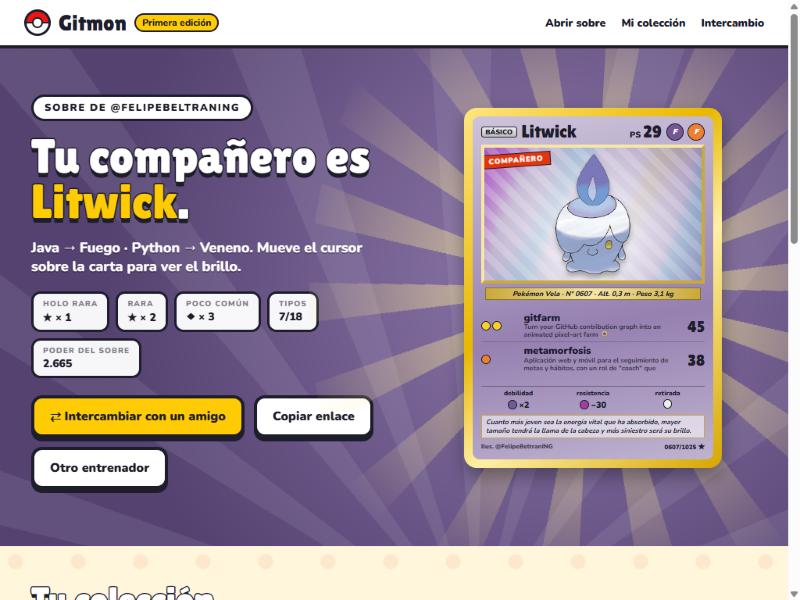 Gitmon
Primera edición
Abrir sobre
Mi colección
Intercambio
SOBRE DE @FELIPEBELTRANING
Tu compañero es
Litwick.
Java → Fuego · Python → Veneno. Mueve el cursor
sobre la carta para ver el brillo.
HOLO RARA
★ × 1
RARA
★ × 2
POCO COMÚN
◆ × 3
TIPOS
7/18
PODER DEL SOBRE
2.665
⇄ Intercambiar con un amigo
Copiar enlace
Otro entrenador
BÁSICO Litwick PS 29 F F
COMPAÑERO
Pokémon Vela · N° 0607 · Alt. 0,3 m · Peso 3,1 kg
gitfarm 45
Turn your GitHub contribution graph into an
animated pixel-art farm
metamorfosis 38
Aplicación web y móvil para el seguimiento de
metas y hábitos, con un rol de "coach" que
debilidad resistencia retirada
×2 −30
Cuanto más joven sea la energía vital que ha absorbido, mayor
tamaño tendrá la llama de la cabeza y más siniestro será su brillo.
Ilus. @FelipeBeltranING 0607/1025 ★
Tu colección